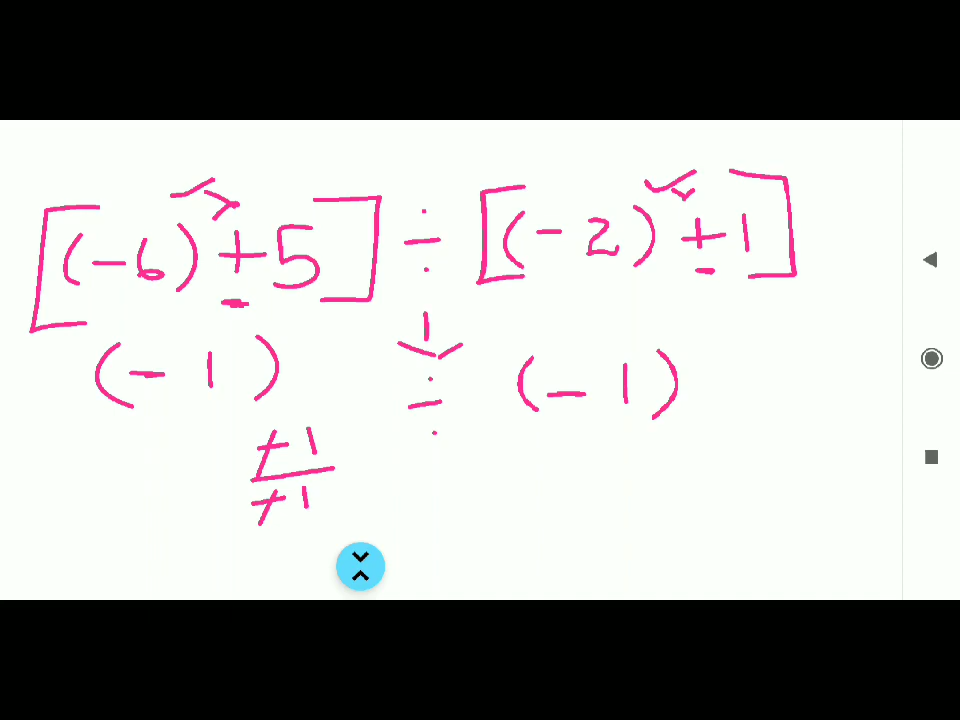 [(-6) + 5] ÷ [(-2) + 1]
(-1) ÷ (-1)
-1
-1